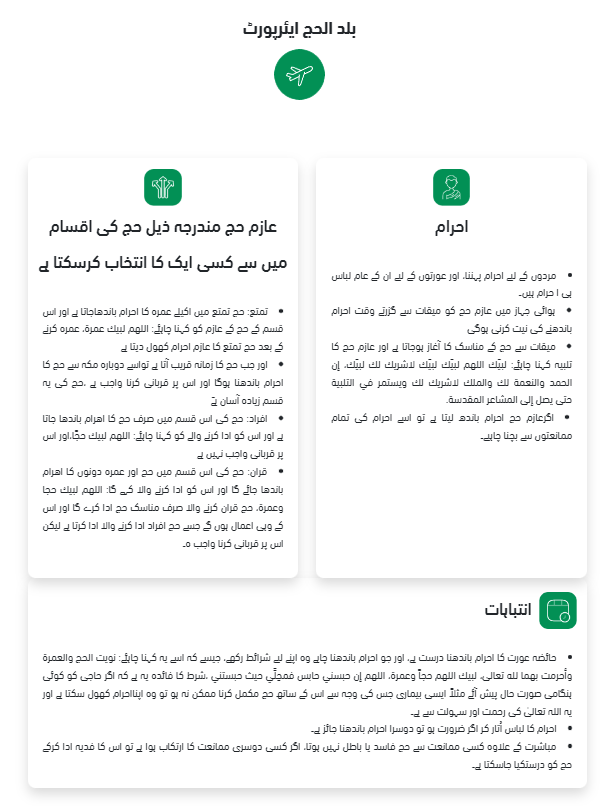 بلد الحج ايئرپورٹ
احرام
• مردوں کے لیے احرام پہننا، اور عورتوں کے لیے ان کے عام لباس
ہی ا حرام ہیں۔
• ہوائی جہاز میں عازم حج کو میقات سے گزرتے وقت احرام
باندھنے کی نیت کرنی ہوگی
• میقات سے حج کے مناسک کا آغاز ہوجاتا ہے اور عازم حج کا
تلبیہ کہنا چاہئے: لبيّك اللهم لبيّك لبيّك لاشريك لك لبيّك، إن
الحمد والنعمة لك والملك لاشريك لك ويستمر في التلبية
حتى يصل إلى المشاعر المقدسة.
• اگرعازم حج احرام باندھ لیتا ہے تو اسے احرام کی تمام
ممانعتوں سے بچنا چاہیے۔
عازم حج مندرجہ ذیل حج کی اقسام
میں سے کسی ایک کا انتخاب کرسکتا ہے
• تمتع: حج تمتع میں اکیلے عمرہ کا احرام باندھاجاتا ہے اور اس
قسم کے حج کے عازم کو کہنا چاہئے: اللهم لبيك عمرة، عمرہ کرنے
کے بعد حج تمتع کا عازم احرام کھول دیتا ہے
• اور جب حج کا زمانہ قریب آتا ہے تواسے دوبارہ مکہ سے حج کا
احرام باندھنا ہوگا اور اس پر قربانی کرنا واجب ہے ،حج کی یہ
قسم زیادہ آسان ہےَ
• افراد: حج کی اس قسم میں صرف حج کا اھرام باندھا جاتا
ہے اور اس کو ادا کرنے والے کو کہنا چاہئے: اللهم لبيك حجًا،اور اس
پر قربانی واجب نہیں ہے
• قران: حج کی اس قسم میں حج اور عمرہ دونوں کا اھرام
باندھا جائے گا اور اس کو ادا کرنے والا کہے گا: اللهم لبيك حجا
وعمرة، حج قران کرنے والا صرف مناسک حج ادا کرے گا اور اس
کے وہی اعمال ہوں گے جسے حج افراد ادا کرنے والا ادا کرتا ہے لیکن
اس پر قربانی کرنا واجب ہ۔
انتباہات
• حائضہ عورت کا احرام باندھنا درست ہے، اور جو احرام باندھنا چاہے وہ اپنے لیے شرائط رکھے، جیسے کہ اسے یہ کہنا چاہئے: نويت الحج والعمرة
وأحرمت بهما لله تعالى، لبيك اللهم حجاً وعمرة، اللهم إن حبسني حابس فمحِلّي حيث حبستني ،شرط کا فائدہ یہ ہے کہ اگر حاجی کو کوئی
ہنگامی صورت حال پیش آئے مثلاً ایسی بیماری جس کی وجہ سے اس کے ساتھ حج مکمل کرنا ممکن نہ ہو تو وہ اپنااحرام کھول سکتا ہے اور
یہ اللہ تعالیٰ کی رحمت اور سہولت سے ہے۔
• احرام کا لباس اُتار کر اگر ضرورت ہو تو دوسرا احرام باندھنا جائز ہے۔
• مباشرت کے علاوہ کسی ممانعت سے حج فاسد یا باطل نہیں ہوتا، اگر کسی دوسری ممانعت کا ارتکاب ہوا ہے تو اس کا فدیہ ادا کرکے
حج کو درستکیا جاسکتا ہے۔